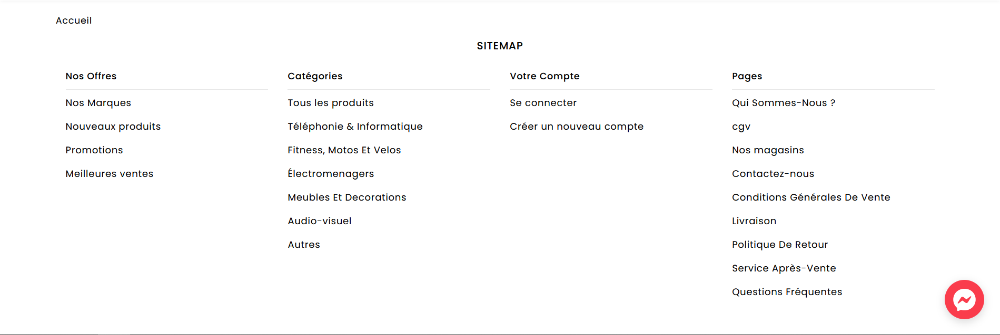 Accueil
SITEMAP
Nos Offres
Nos Marques
Nouveaux produits
Promotions
Meilleures ventes
Catégories
Tous les produits
Téléphonie & Informatique
Fitness, Motos Et Velos
Électromenagers
Meubles Et Decorations
Audio-visuel
Autres
Votre Compte
Se connecter
Créer un nouveau compte
Pages
Qui Sommes-Nous ?
cgv
Nos magasins
Contactez-nous
Conditions Générales De Vente
Livraison
Politique De Retour
Service Après-Vente
Questions Fréquentes